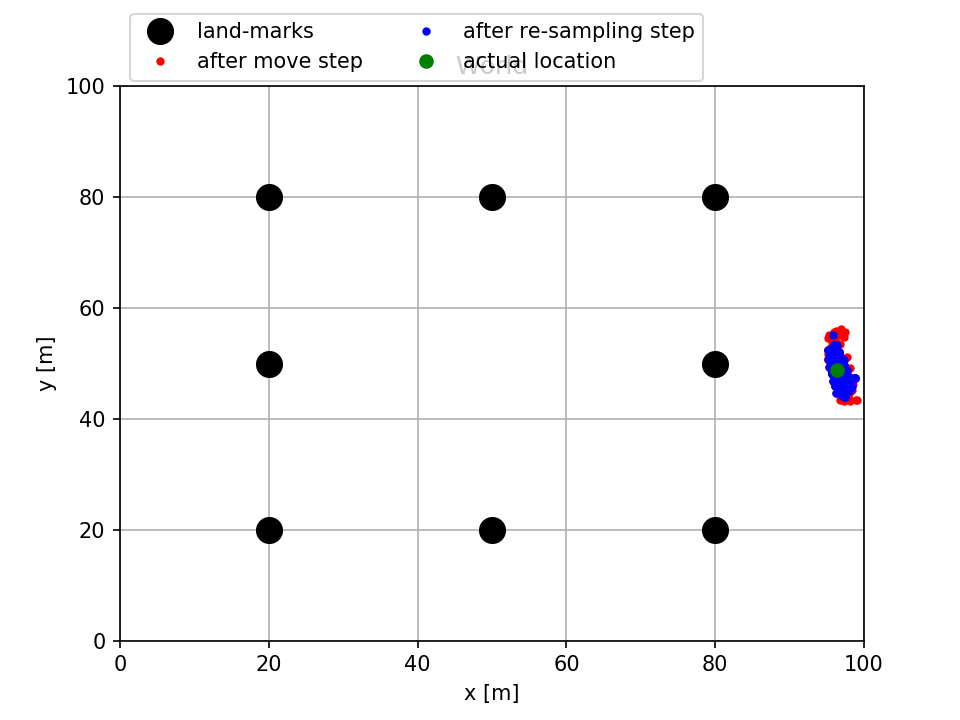 land-marks
after move step
after re-sampling step
actual location
World
100
80
60
40
20
0
y [m]
0 20 40 60 80 100
x [m]